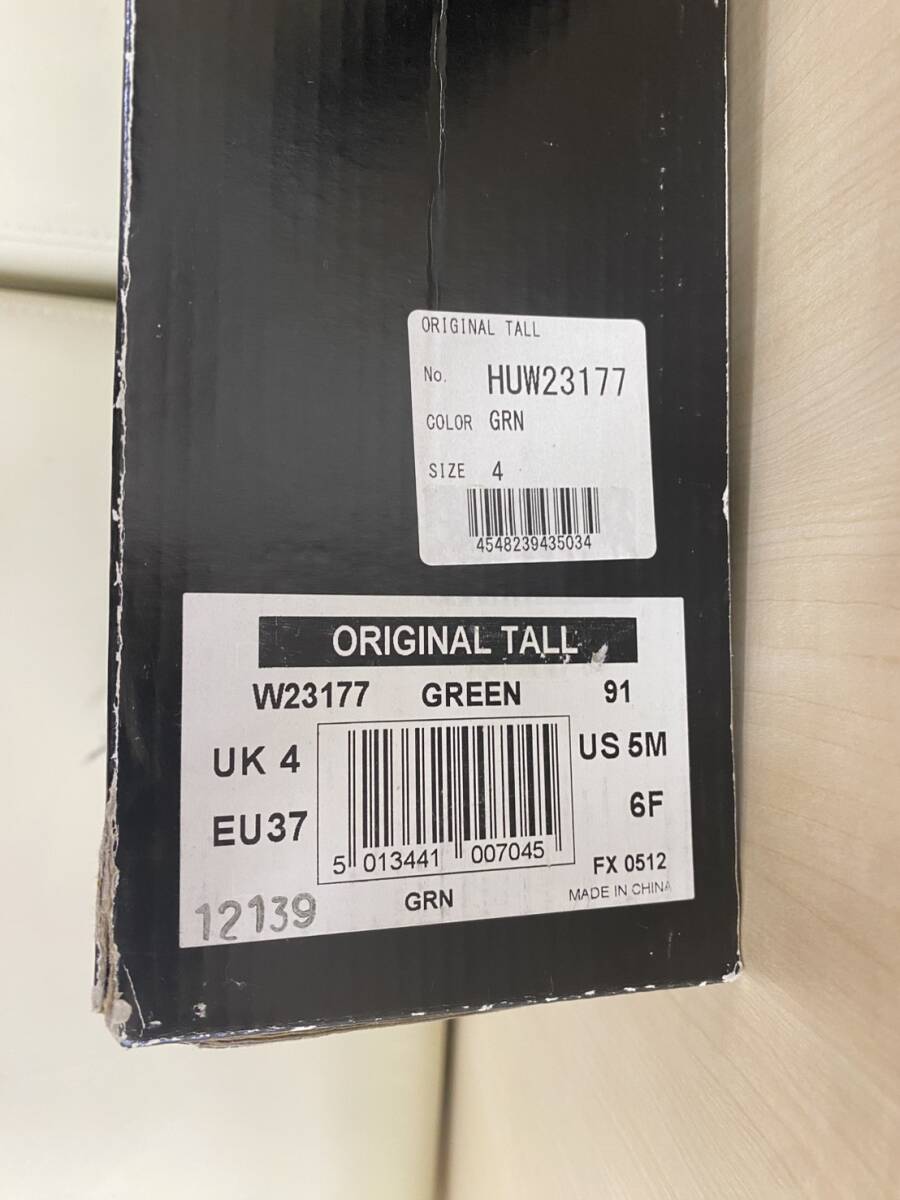 ORIGINAL TALL
No. HUW23177
COLOR GRN
SIZE 4
4548239435034
ORIGINAL TALL
W23177 GREEN 91
UK 4 US 5M
EU37 6F
5 013441 007045
FX 0512
GRN MADE IN CHINA
12139